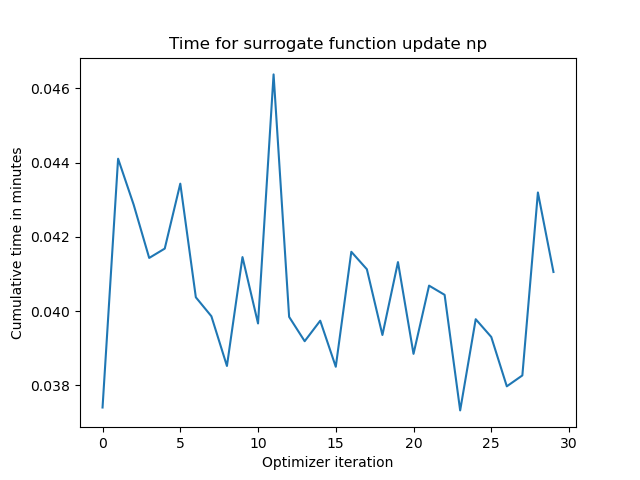 Time for surrogate function update np
Cumulative time in minutes
0.046
0.044
0.042
0.040
0.038
0 5 10 15 20 25 30
Optimizer iteration